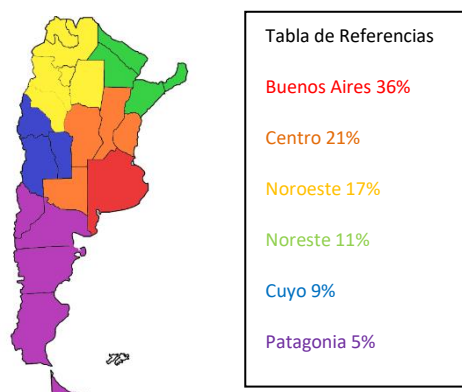 Tabla de Referencias
Buenos Aires 36%
Centro 21%
Noroeste 17%
Noreste 11%
Cuyo 9%
Patagonia 5%